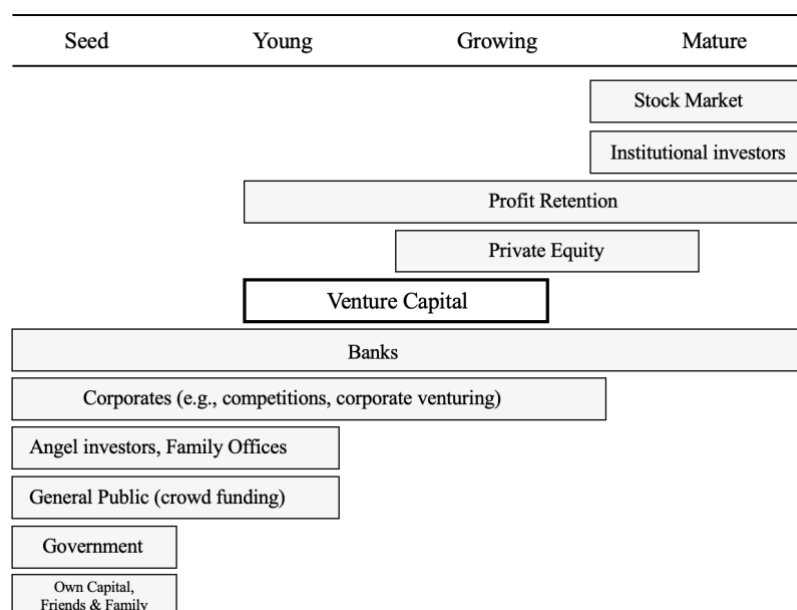 Seed Young Growing Mature
Stock Market
Institutional investors
Profit Retention
Private Equity
Venture Capital
Banks
Corporates (e.g., competitions, corporate venturing)
Angel investors, Family Offices
General Public (crowd funding)
Government
Own Capital,
Friends & Family